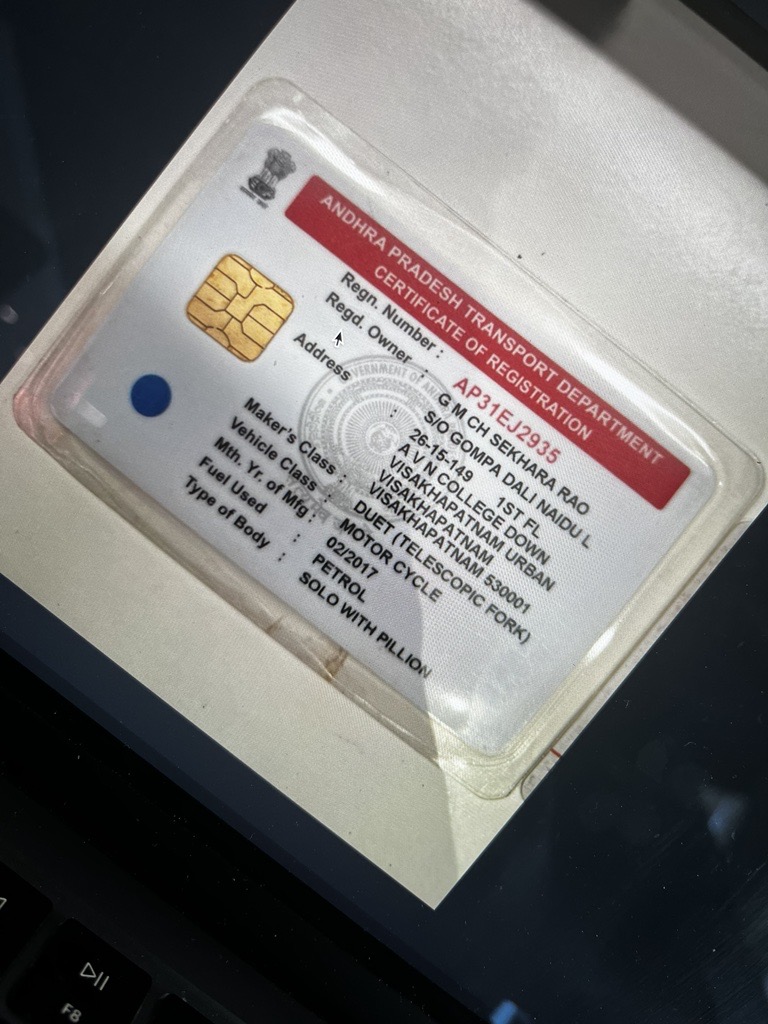 ANDHRA PRADESH TRANSPORT DEPARTMENT
CERTIFICATE OF REGISTRATION
Regn. Number : AP31EJ2935
Regd. Owner : G M CH SEKHARA RAO
S/O GOMPA DALI NAIDU L
Address : 26-15-149 1ST FL
A V N COLLEGE DOWN
VISAKHAPATNAM URBAN
VISAKHAPATNAM
VISAKHAPATNAM 530001
Maker's Class : DUET (TELESCOPIC FORK)
Vehicle Class : MOTOR CYCLE
Mth. Yr. of Mfg : 02/2017
Fuel Used : PETROL
Type of Body : SOLO WITH PILLION
F8